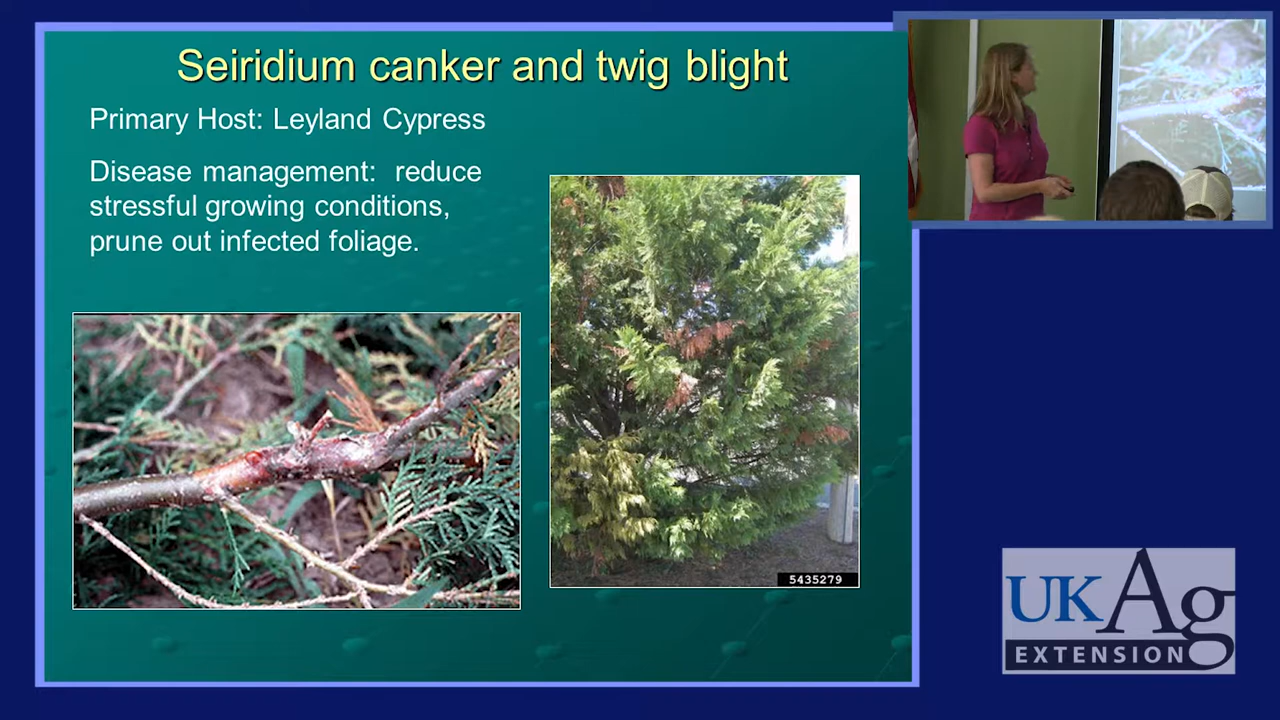 Seiridium canker and twig blight
Primary Host: Leyland Cypress
Disease management: reduce
stressful growing conditions,
prune out infected foliage.
5435279
UKAg
EXTENSION